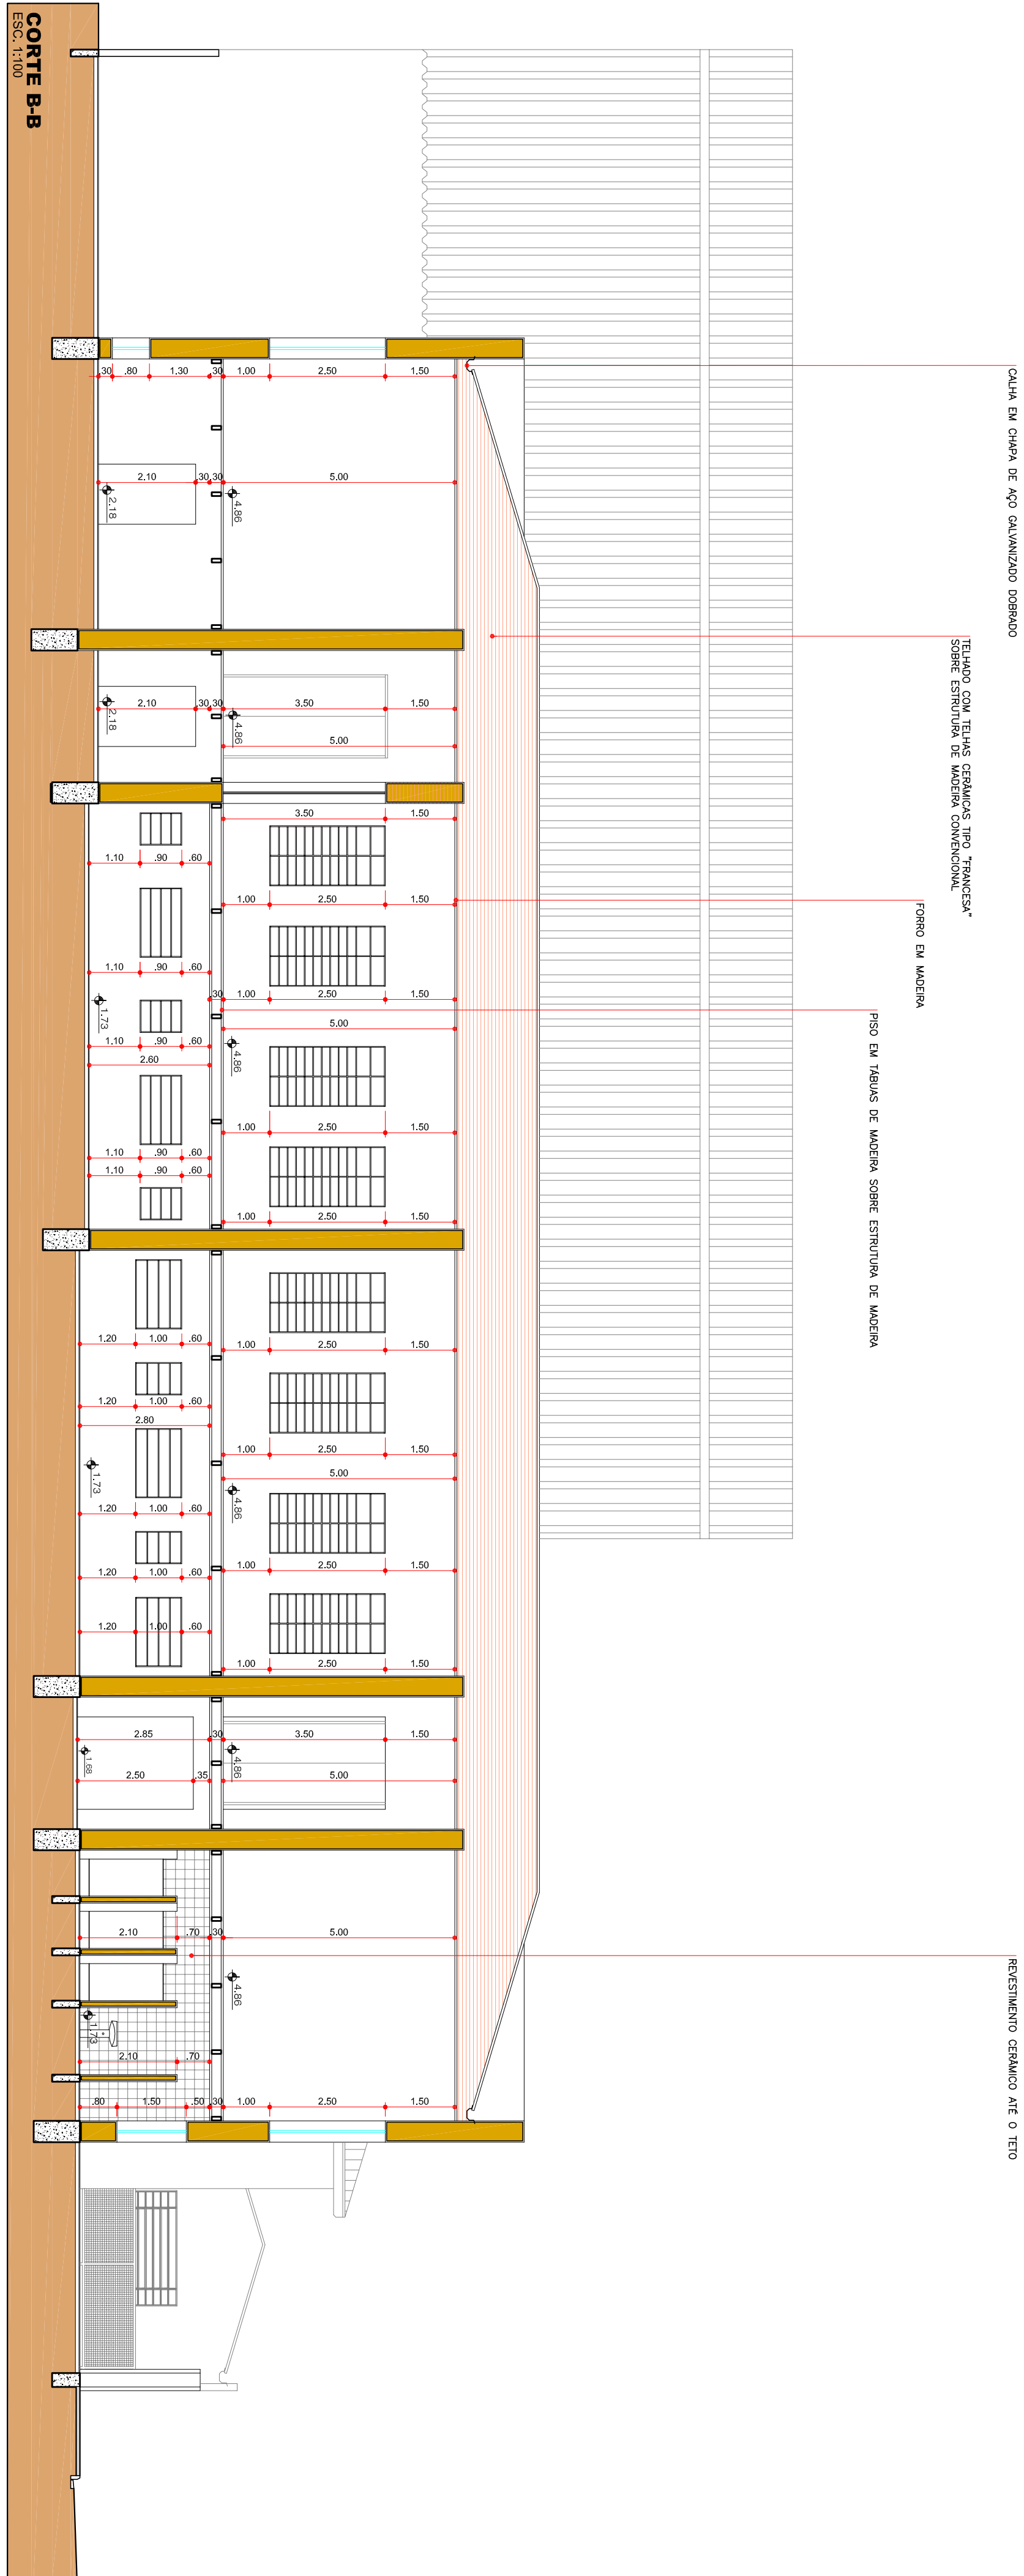 CALHA EM CHAPA DE AÇO GALVANIZADO DOBRADO
TELHADO COM TELHAS CERÂMICAS TIPO "FRANCESA"
SOBRE ESTRUTURA DE MADEIRA CONVENCIONAL
FORRO EM MADEIRA
PISO EM TÁBUAS DE MADEIRA SOBRE ESTRUTURA DE MADEIRA
REVESTIMENTO CERÂMICO ATÉ O TETO
.30 .80 1.30 .30 1.00 2.50 1.50
2.10 .30 .30 5.00
2.18 4.86
2.10 .30 .30 3.50 1.50
2.18 4.86 5.00
3.50 1.50
1.10 .90 .60
1.00 2.50 1.50
1.10 .90 .60
.30 1.00 2.50 1.50
1.73
5.00
1.10 .90 .60
4.86
2.60
1.00 2.50 1.50
1.10 .90 .60
1.10 .90 .60
1.00 2.50 1.50
1.20 1.00 .60
1.00 2.50 1.50
1.20 1.00 .60
2.80
1.00 2.50 1.50
5.00
1.73 4.86
1.20 1.00 .60
1.00 2.50 1.50
1.20 1.00 .60
1.20 1.00 .60
1.00 2.50 1.50
2.85 .30 3.50 1.50
1.68 4.86
2.50 .35 5.00
2.10 .70 .30 5.00
4.86
1.73
2.10 .70
.80 1.50 .50 .30 1.00 2.50 1.50
CORTE B-B
ESC. 1:100